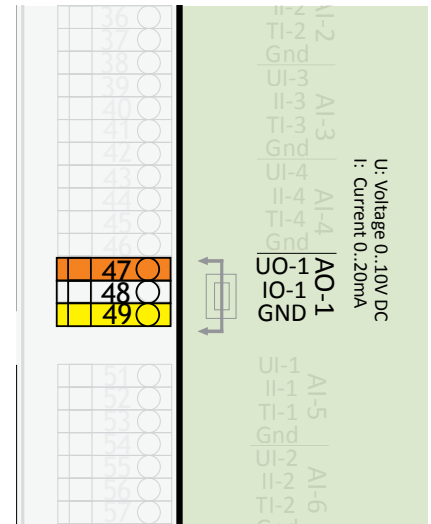 36
II-2
37
TI-2
AI-2
38
Gnd
39
UI-3
40
II-3
AI-3
41
TI-3
42
Gnd
43
UI-4
44
II-4
AI-4
45
TI-4
46
Gnd
47
UO-1
AO-1
48
IO-1
49
GND
U: Voltage 0..10V DC
I: Current 0..20mA
51
UI-1
52
II-1
AI-5
53
TI-1
54
Gnd
55
UI-2
56
II-2
AI-6
57
TI-2